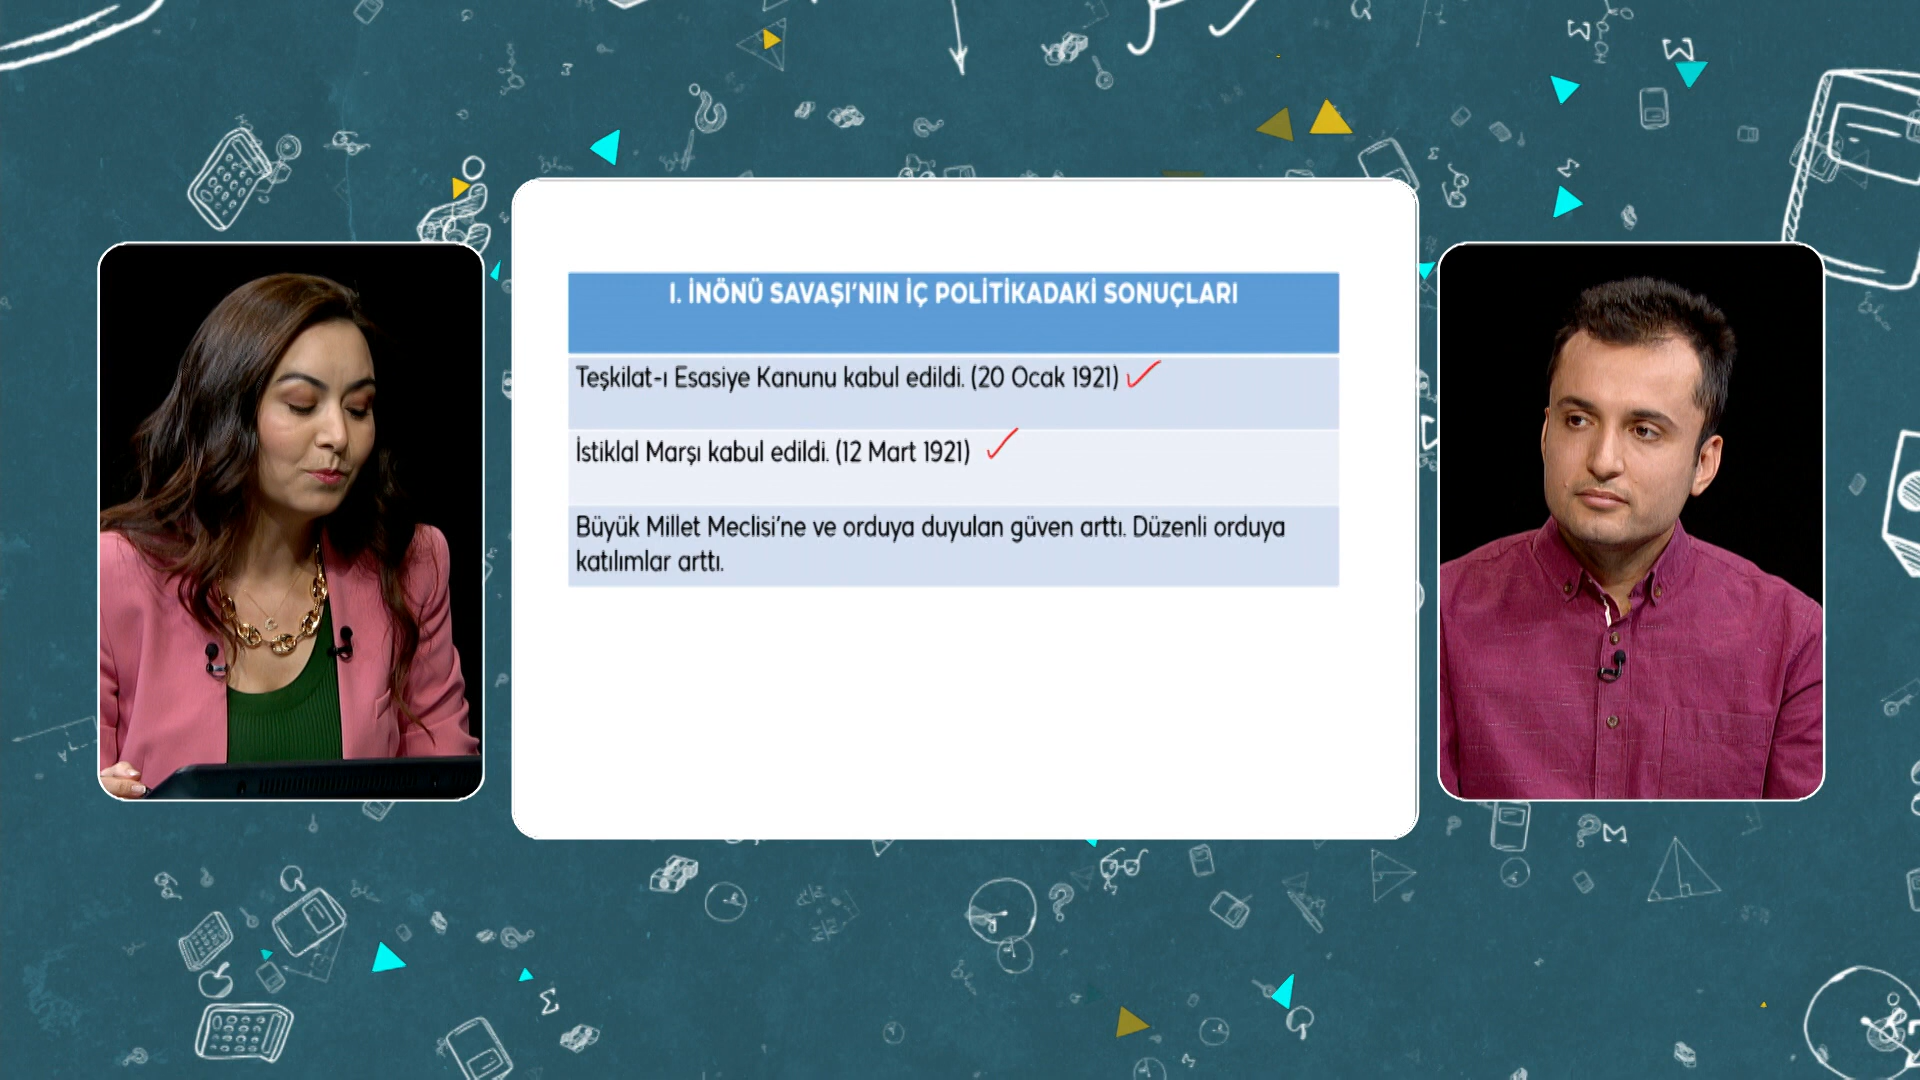 I. İNÖNÜ SAVAŞI'NIN İÇ POLİTİKADAKİ SONUÇLARI
Teşkilat-ı Esasiye Kanunu kabul edildi. (20 Ocak 1921)
İstiklal Marşı kabul edildi. (12 Mart 1921)
Büyük Millet Meclisi'ne ve orduya duyulan güven arttı. Düzenli orduya
katılımlar arttı.